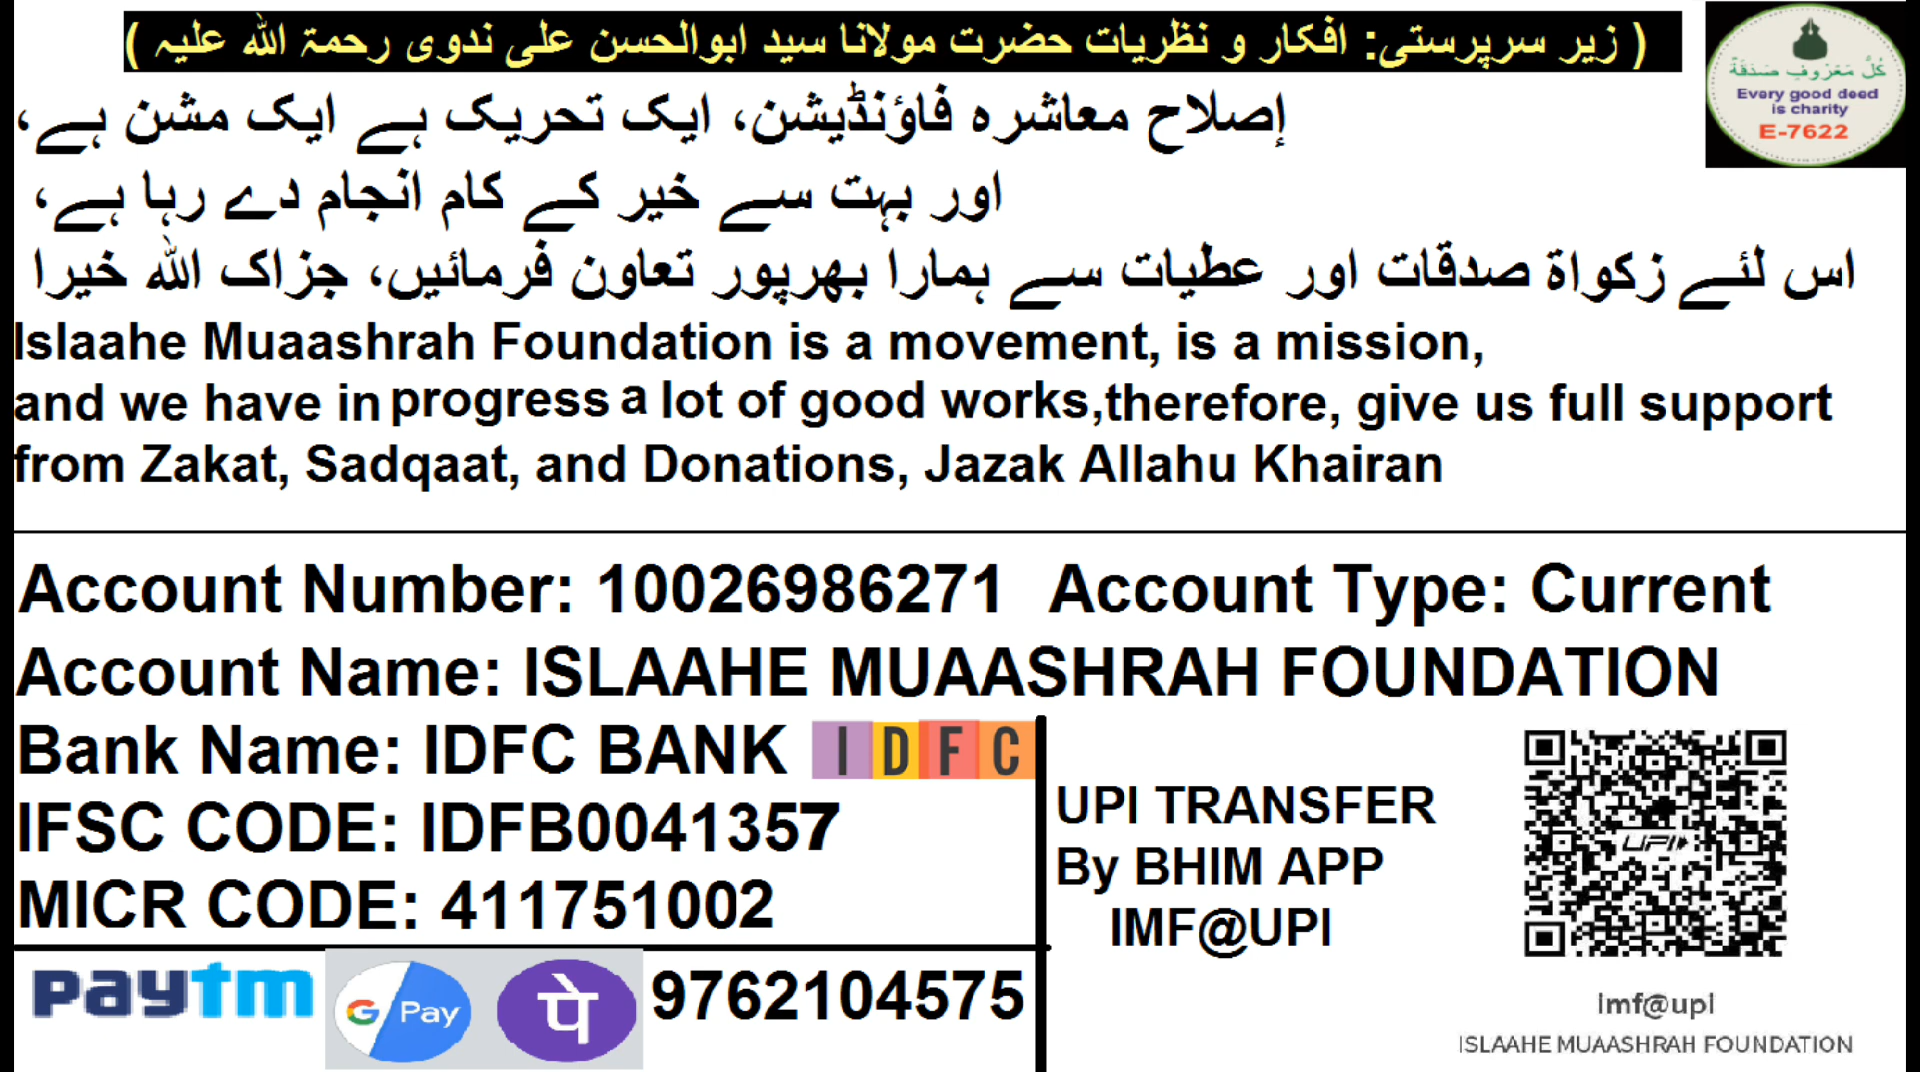 ( زیر سرپرستی: افکار و نظریات حضرت مولانا سید ابوالحسن علی ندوی رحمۃ اللہ علیہ )
كُلُّ مَعْرُوفٍ صَدَقَةٌ
Every good deed
is charity
E-7622
إصلاح معاشرہ فاؤنڈیشن، ایک تحریک ہے ایک مشن ہے،
اور بہت سے خیر کے کام انجام دے رہا ہے،
اس لئے زکواۃ صدقات اور عطیات سے ہمارا بھرپور تعاون فرمائیں، جزاک اللہ خیرا
Islaahe Muaashrah Foundation is a movement, is a mission,
and we have in progress a lot of good works,therefore, give us full support
from Zakat, Sadqaat, and Donations, Jazak Allahu Khairan
Account Number: 10026986271 Account Type: Current
Account Name: ISLAAHE MUAASHRAH FOUNDATION
Bank Name: IDFC BANK IDFC
IFSC CODE: IDFB0041357
MICR CODE: 411751002
paytm G Pay पे 9762104575
UPI TRANSFER
By BHIM APP
IMF@UPI
UPI
imf@upi
ISLAAHE MUAASHRAH FOUNDATION